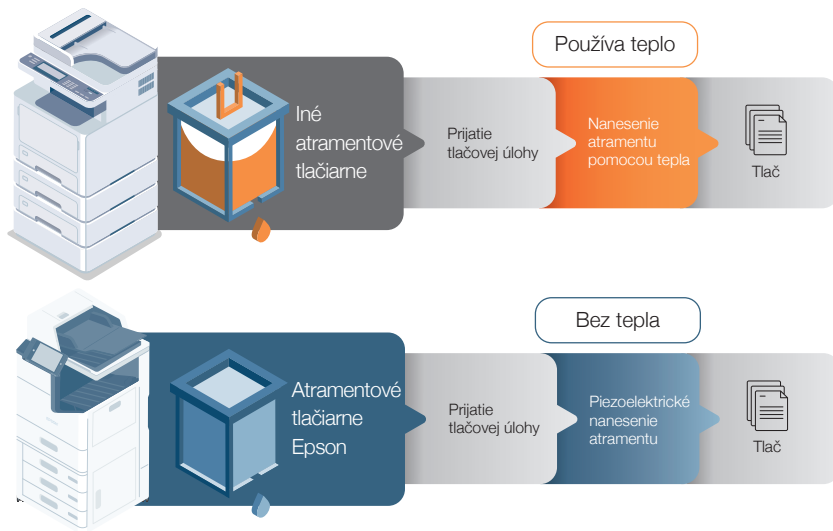 Používa teplo
Iné
atramentové
tlačiarne
Prijatie
tlačovej úlohy
Nanesenie
atramentu
pomocou tepla
Tlač
Bez tepla
Atramentové
tlačiarne
Epson
Prijatie
tlačovej úlohy
Piezoelektrické
nanesenie
atramentu
Tlač